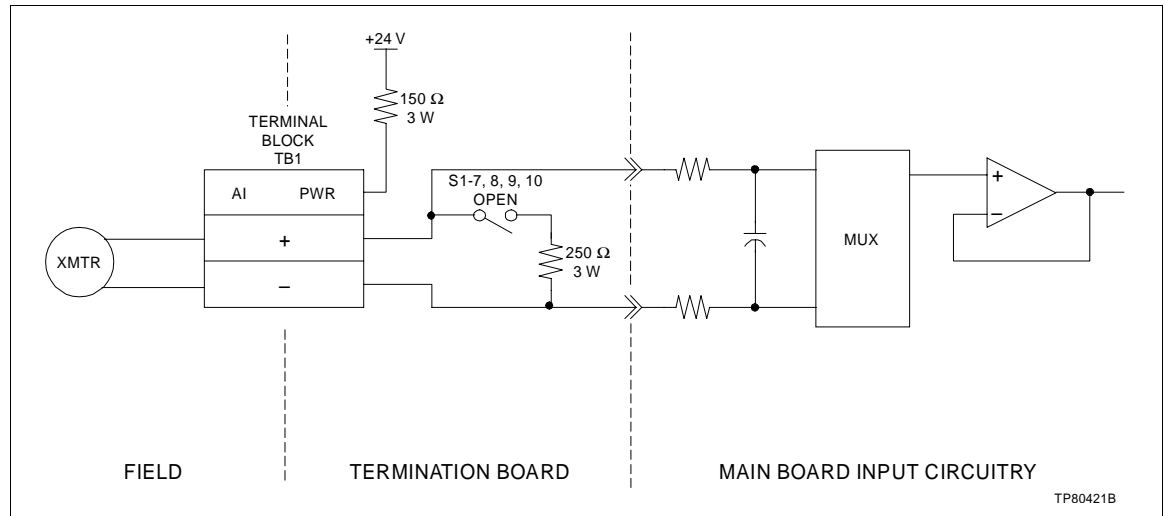 +24 V
150 Ω
3 W
TERMINAL
BLOCK
TB1
AI PWR
+
−
XMTR
S1-7, 8, 9, 10
OPEN
250 Ω
3 W
MUX
+
−
FIELD
TERMINATION BOARD
MAIN BOARD INPUT CIRCUITRY
TP80421B